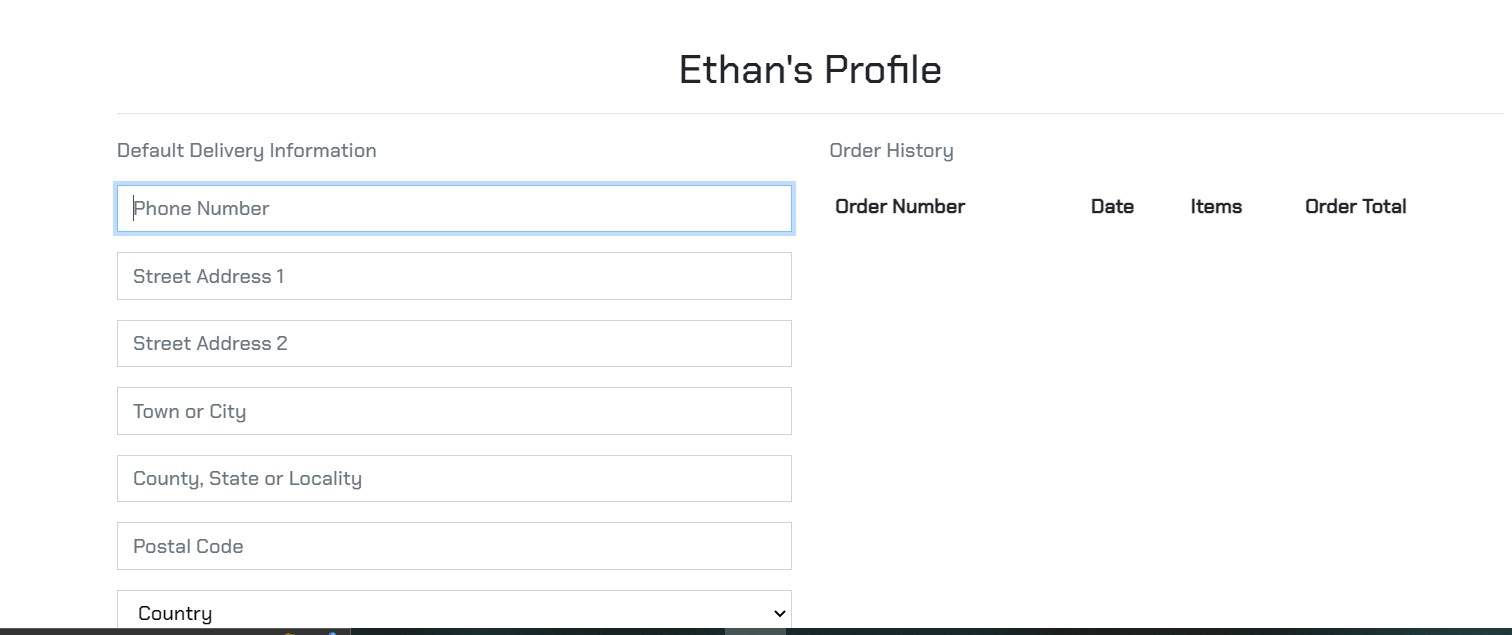 Ethan's Profile
Default Delivery Information
Phone Number
Street Address 1
Street Address 2
Town or City
County, State or Locality
Postal Code
Country
Order History
Order Number Date Items Order Total